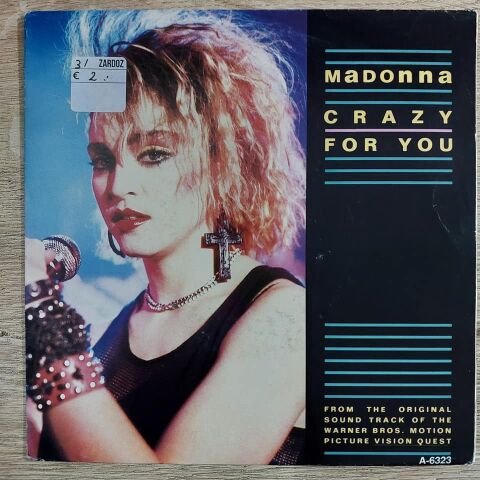 3/ ZARDOZ
€ 2.-
Madonna
CRAZY
FOR YOU
FROM THE ORIGINAL
SOUND TRACK OF THE
WARNER BROS. MOTION
PICTURE VISION QUEST
A-6323